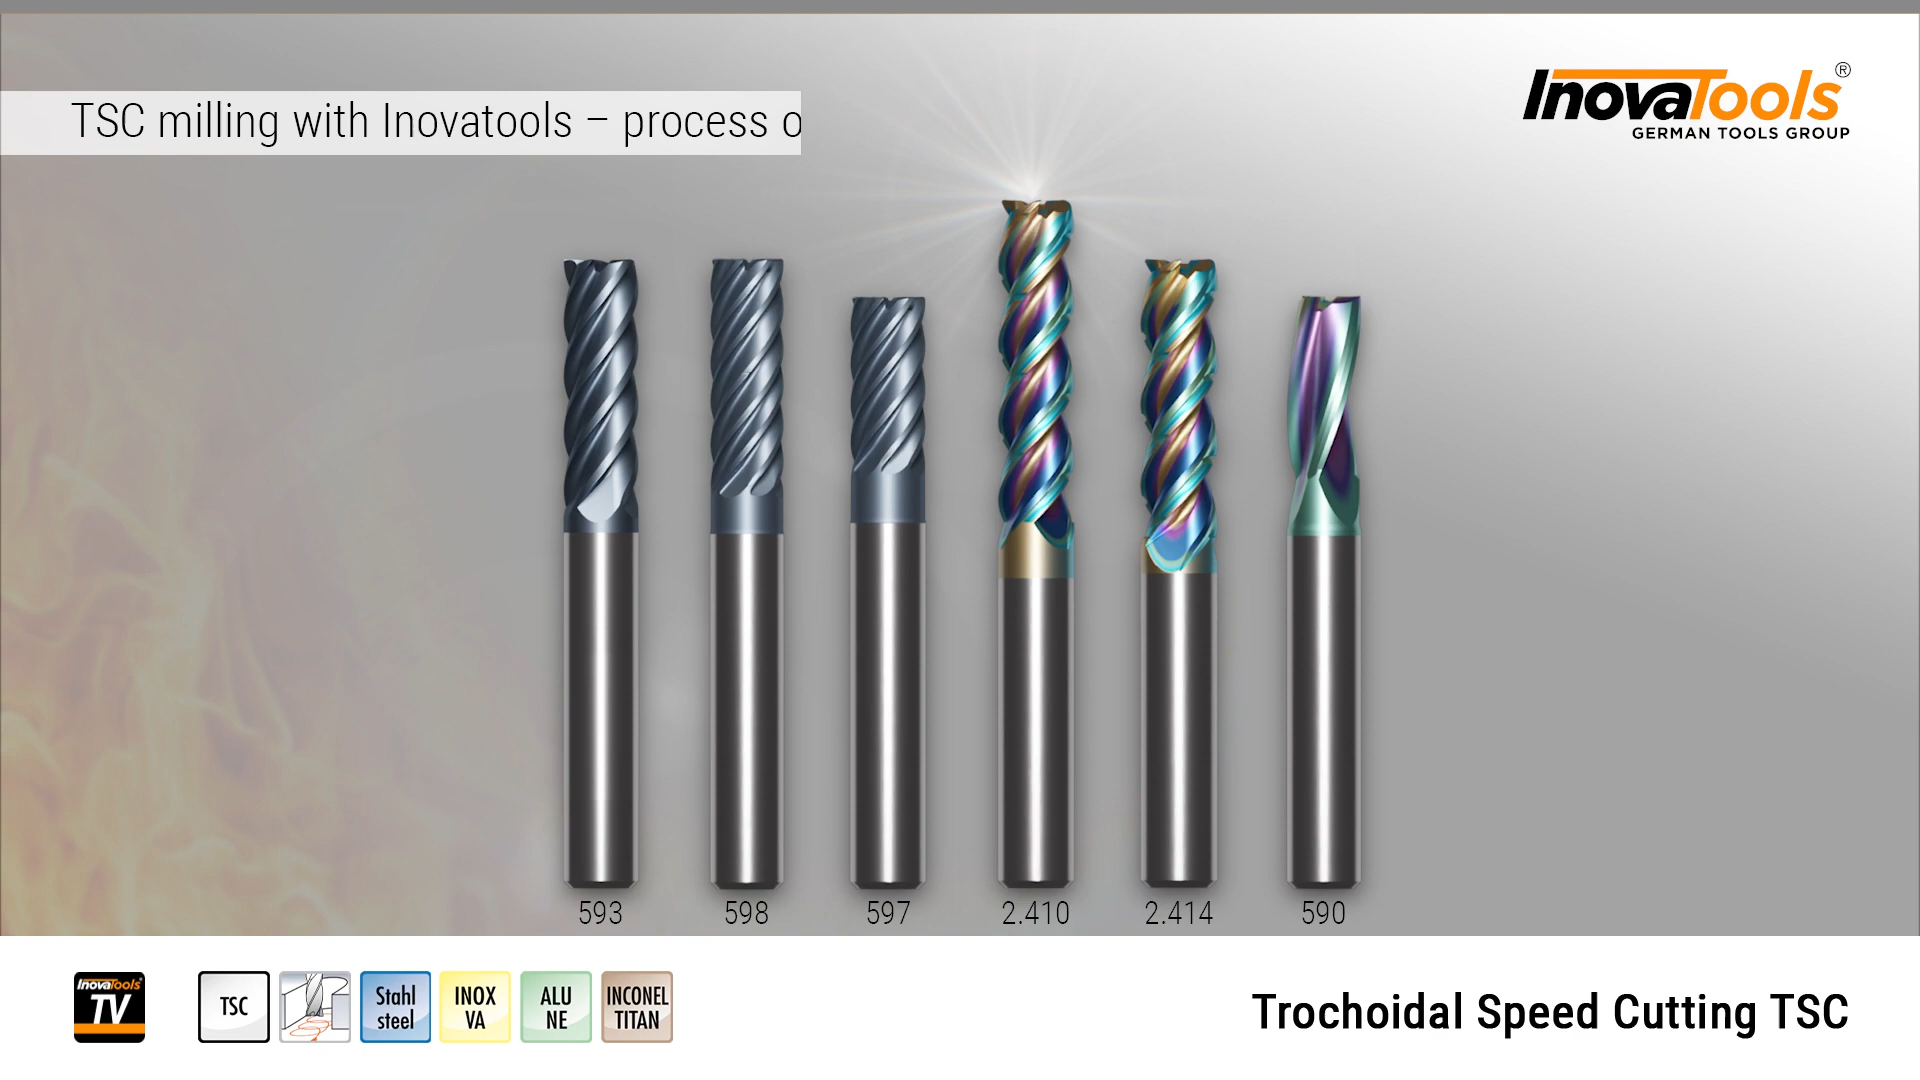 TSC milling with Inovatools – process o
InovaTools®
GERMAN TOOLS GROUP
593 598 597 2.410 2.414 590
InovaTools®
TV
TSC
Stahl
steel
INOX
VA
ALU
NE
INCONEL
TITAN
Trochoidal Speed Cutting TSC